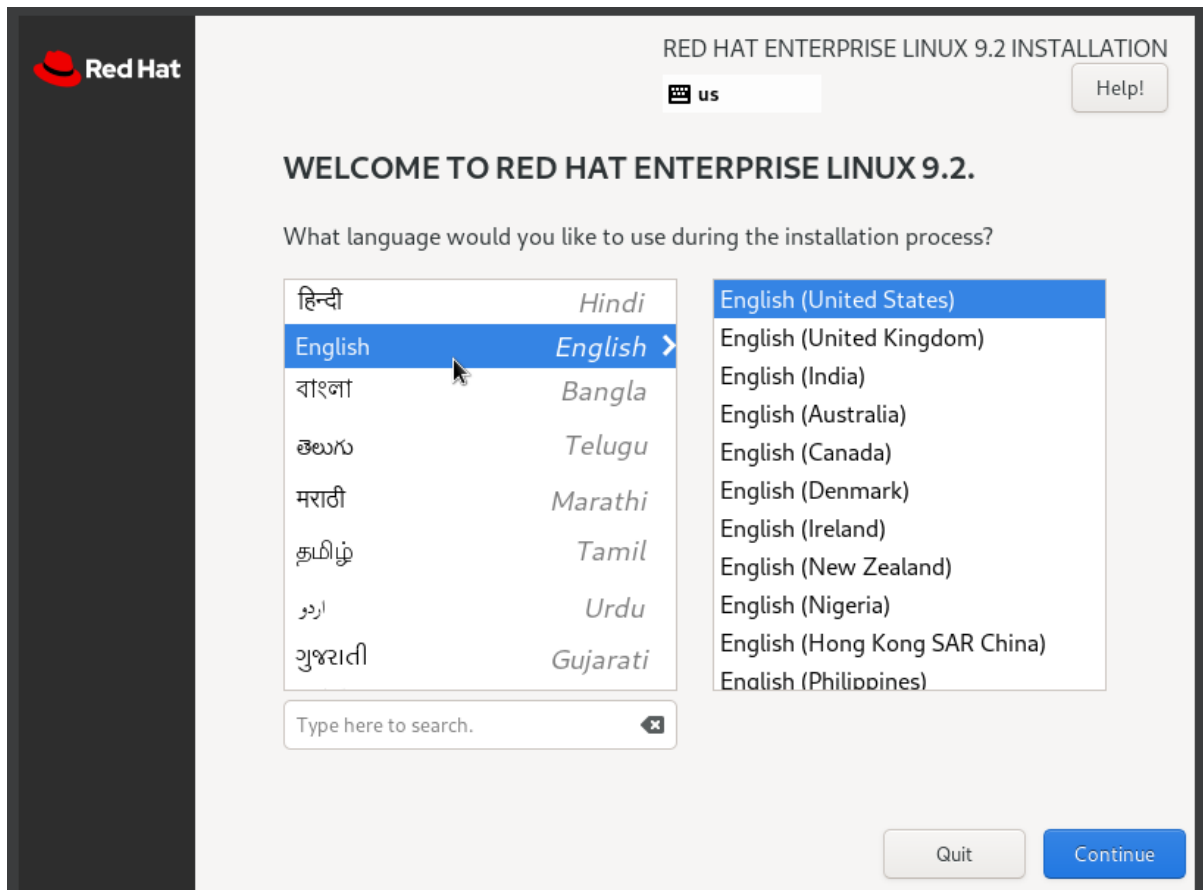 Red Hat
RED HAT ENTERPRISE LINUX 9.2 INSTALLATION
us
Help!
WELCOME TO RED HAT ENTERPRISE LINUX 9.2.
What language would you like to use during the installation process?
हिन्दी Hindi
English English
বাংলা Bangla
తెలుగు Telugu
मराठी Marathi
தமிழ் Tamil
اردو Urdu
ગુજરાતી Gujarati
English (United States)
English (United Kingdom)
English (India)
English (Australia)
English (Canada)
English (Denmark)
English (Ireland)
English (New Zealand)
English (Nigeria)
English (Hong Kong SAR China)
English (Philippines)
Type here to search.
Quit
Continue